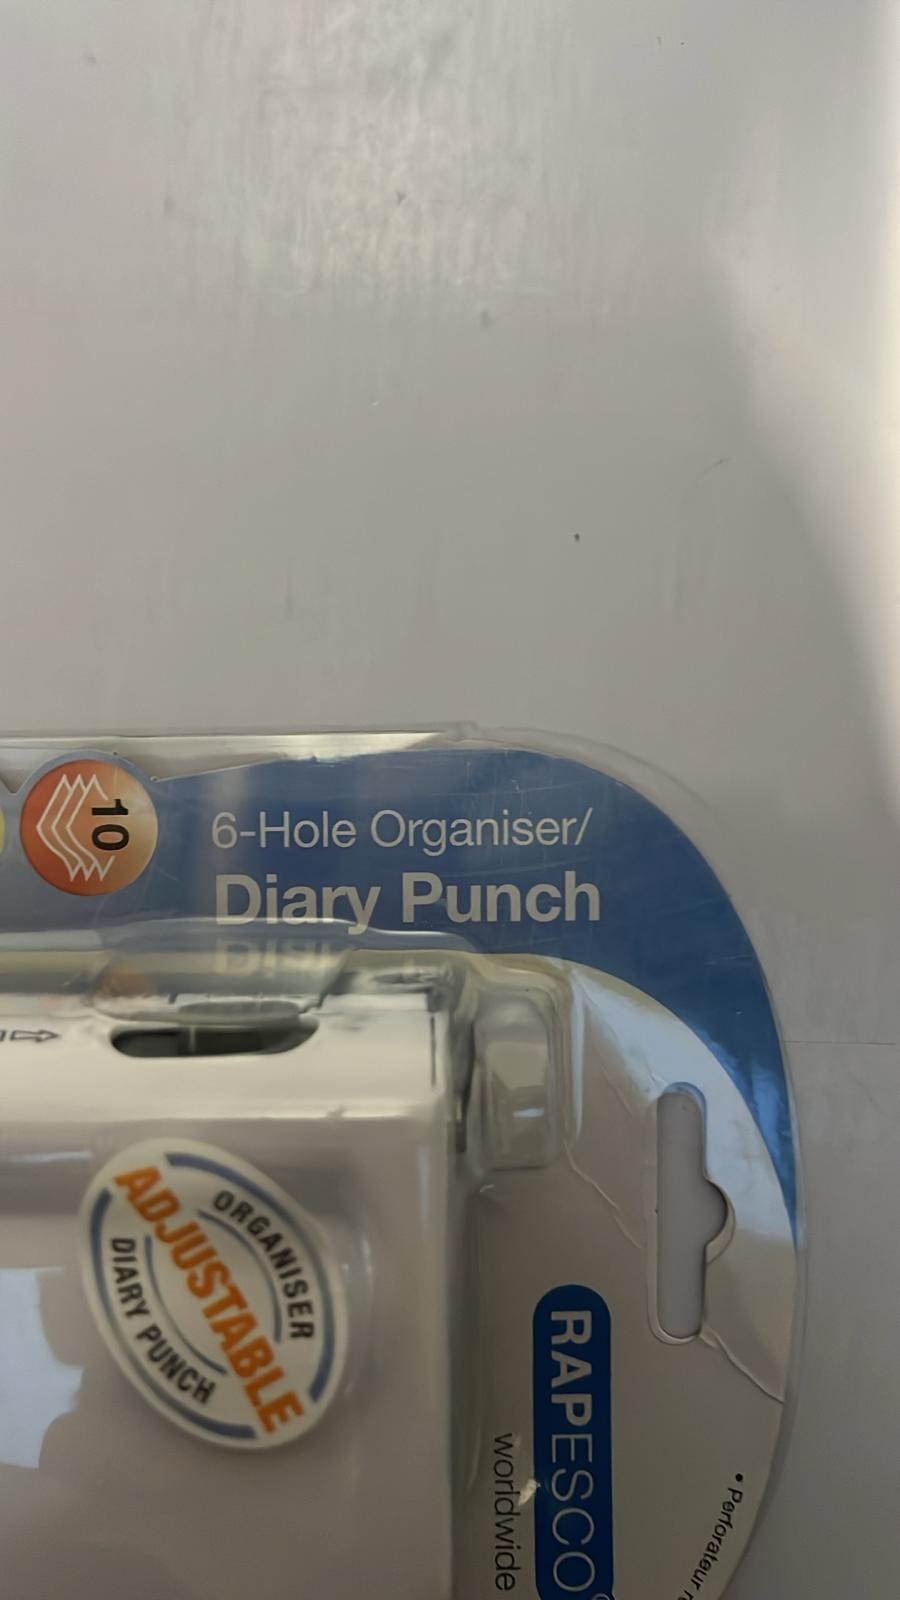 10
6-Hole Organiser/
Diary Punch
ORGANISER
ADJUSTABLE
DIARY PUNCH
RAPESCO
worldwide
• Perforateur